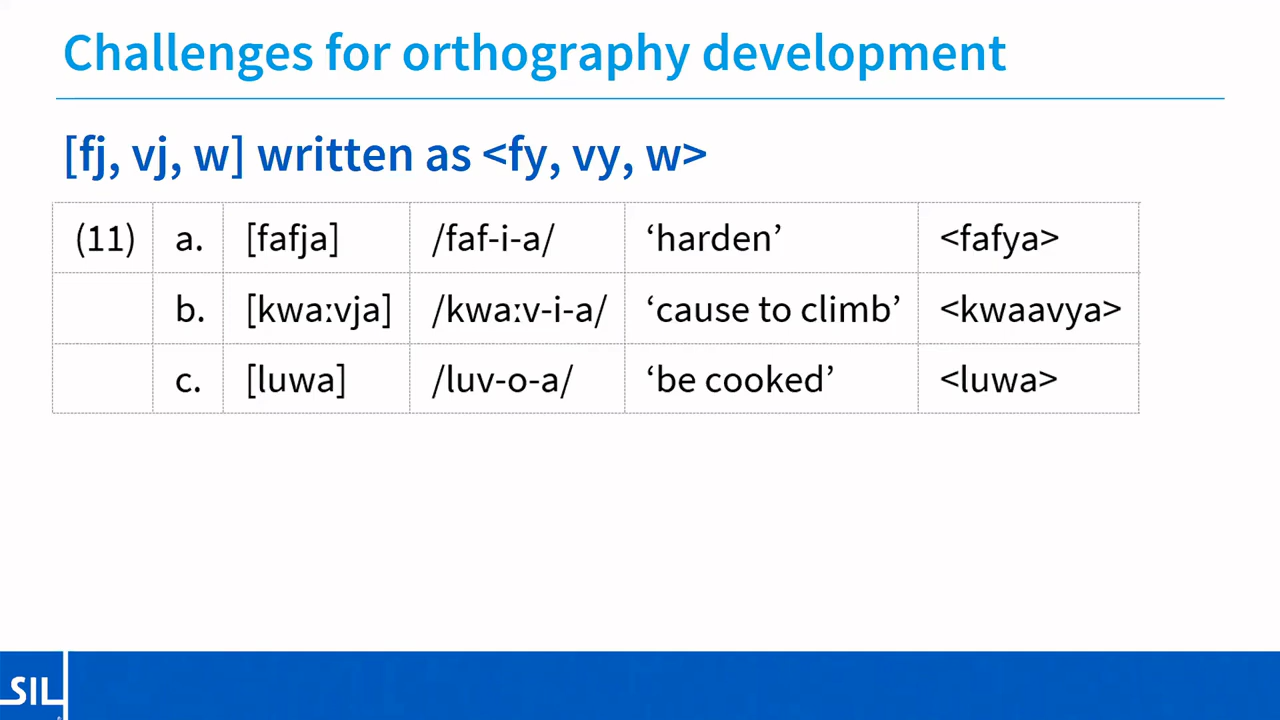 Challenges for orthography development
[fj, vj, w] written as <fy, vy, w>
(11) a. [fafja] /faf-i-a/ ‘harden’ <fafya>
b. [kwaːvja] /kwaːv-i-a/ ‘cause to climb’ <kwaavya>
c. [luwa] /luv-o-a/ ‘be cooked’ <luwa>
SIL